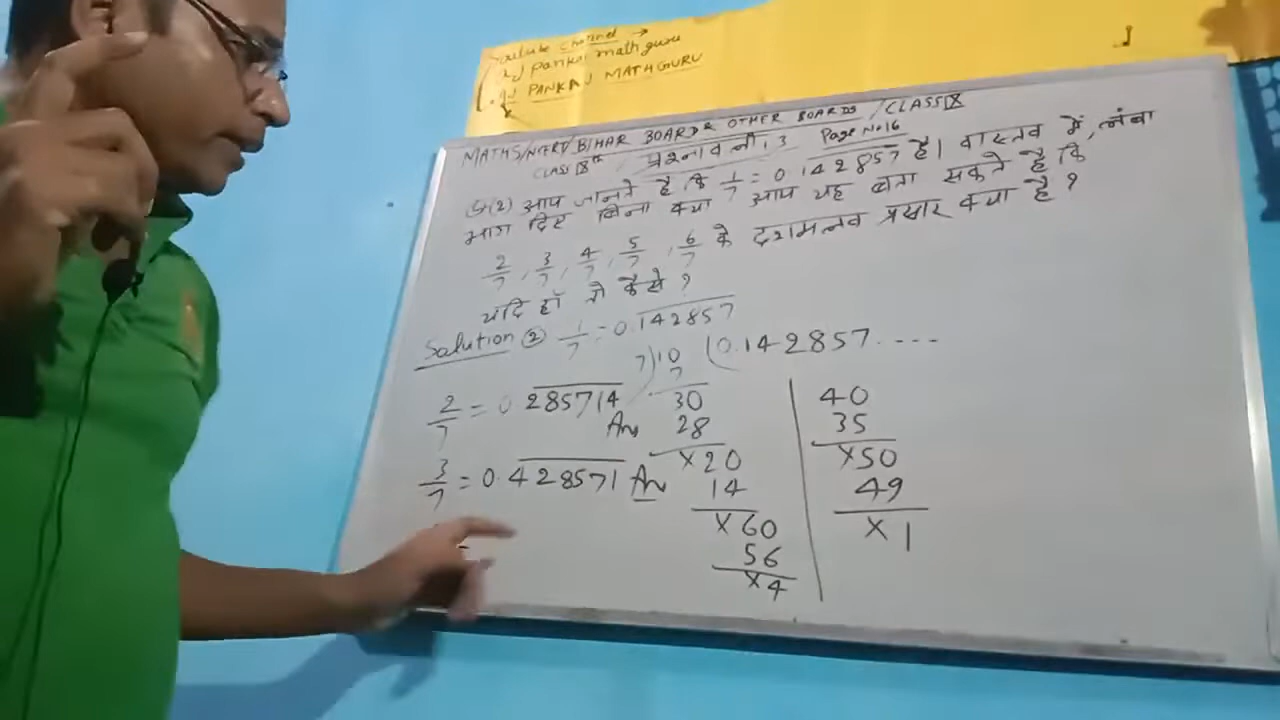 Youtube channel →
(1) pankaj math guru
(2) PANKAJ MATHGURU
MATHS/NCERT/BIHAR BOARD & OTHER BOARDS /CLASS IX
CLASS IXth प्रश्नावली 1.3 Page No 16
Q.(2) आप जानते है कि 1/7 = 0.142857 है। वास्तव में, लंबा
भाग दिए बिना क्या आप यह बता सकते है कि
2/7, 3/7, 4/7, 5/7, 6/7 के दशमलव प्रसार क्या है?
यदि हाँ तो कैसे?
Solution ② 1/7 = 0.142857
7)10 (0.142857....
7
2/7 = 0.285714 Ans
30
28
×20
14
×60
56
×4
3/7 = 0.428571 An
40
35
×50
49
×1